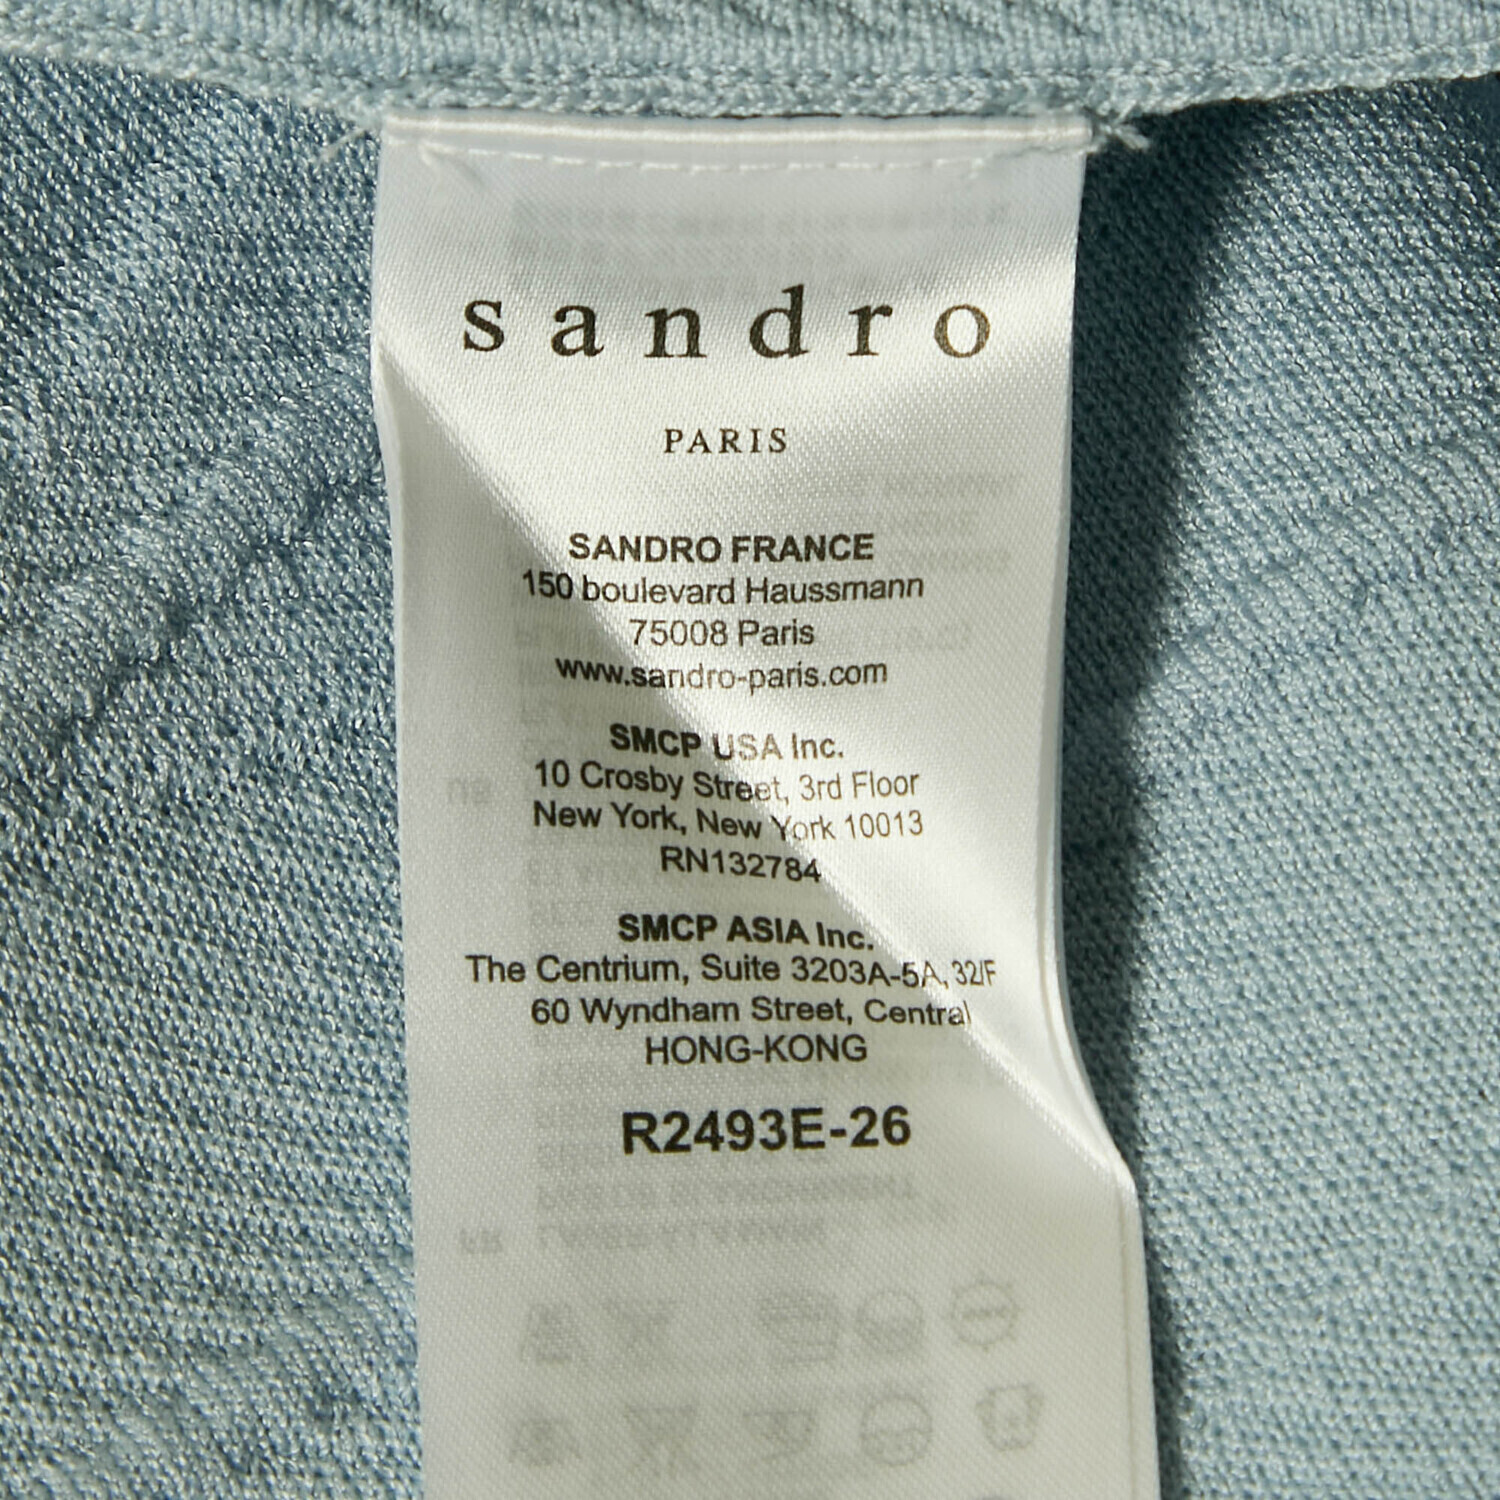 sandro
PARIS
SANDRO FRANCE
150 boulevard Haussmann
75008 Paris
www.sandro-paris.com
SMCP USA Inc.
10 Crosby Street, 3rd Floor
New York, New York 10013
RN132784
SMCP ASIA Inc.
The Centrium, Suite 3203A-5A, 32/F
60 Wyndham Street, Central
HONG-KONG
R2493E-26